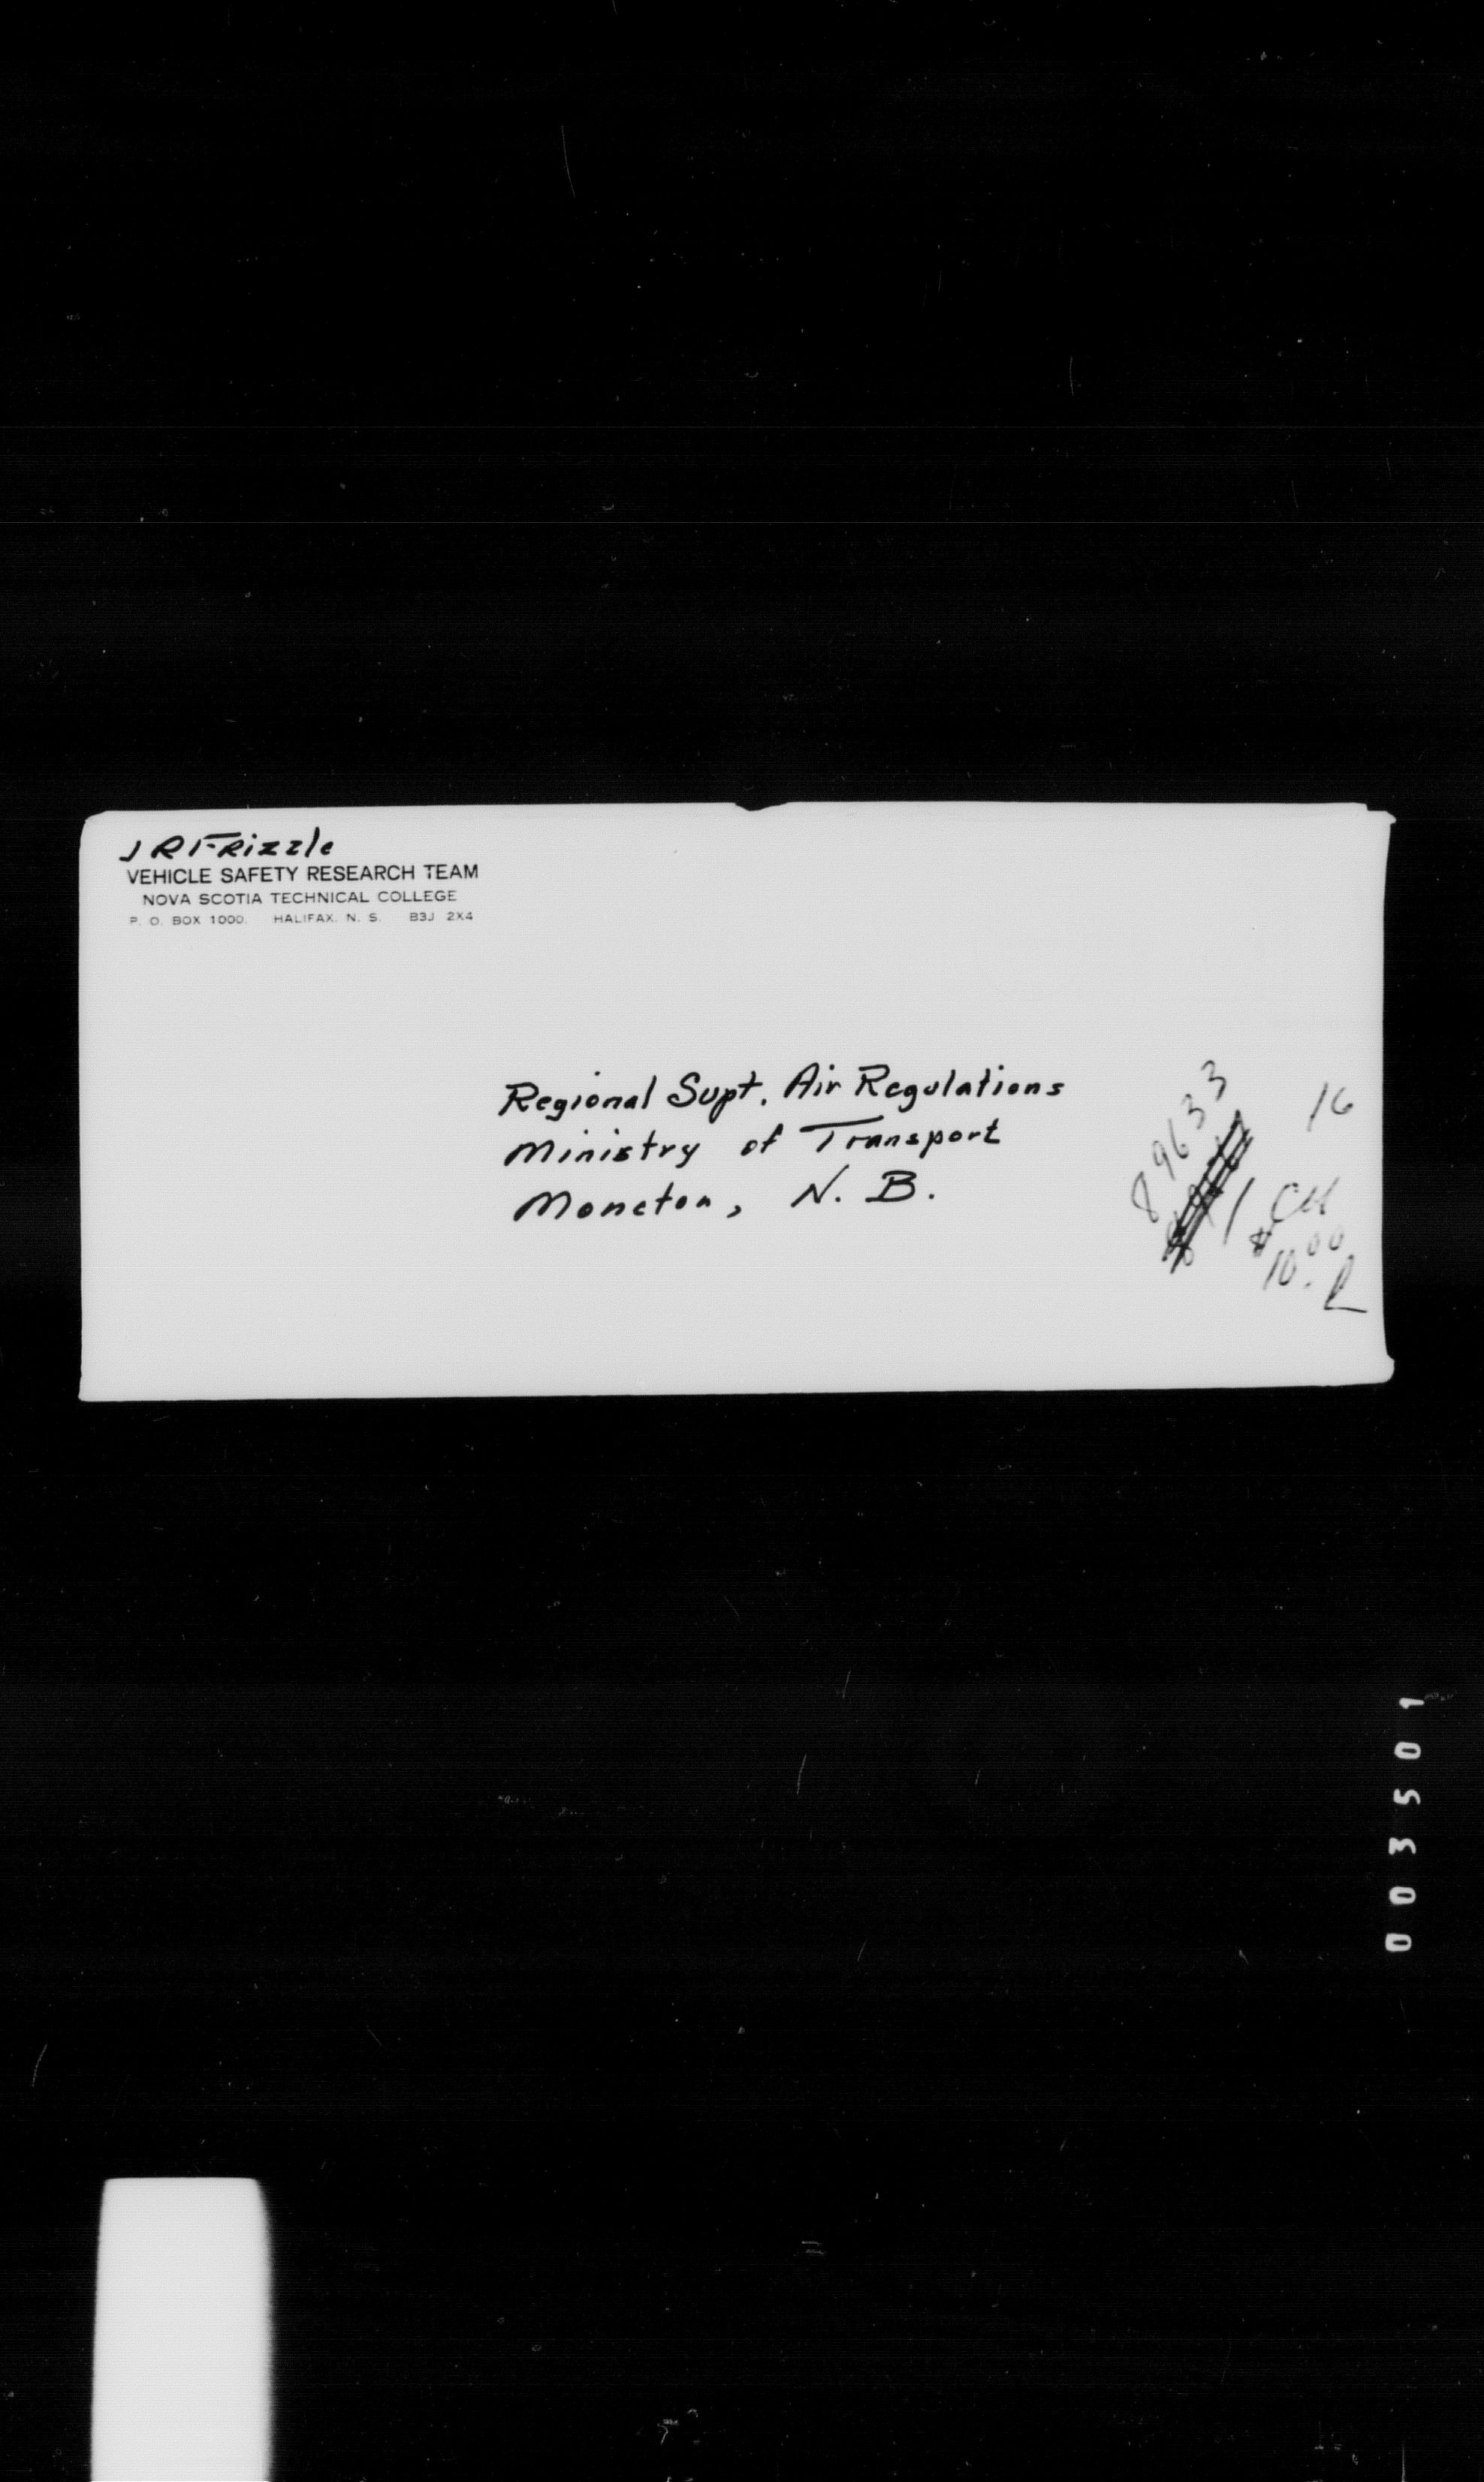 J R Frizzle
VEHICLE SAFETY RESEARCH TEAM
NOVA SCOTIA TECHNICAL COLLEGE
P. O. BOX 1000. HALIFAX. N. S. B3J 2X4
Regional Supt. Air Regulations
Ministry of Transport
Moncton, N. B.
89633
16
$10.00
003501